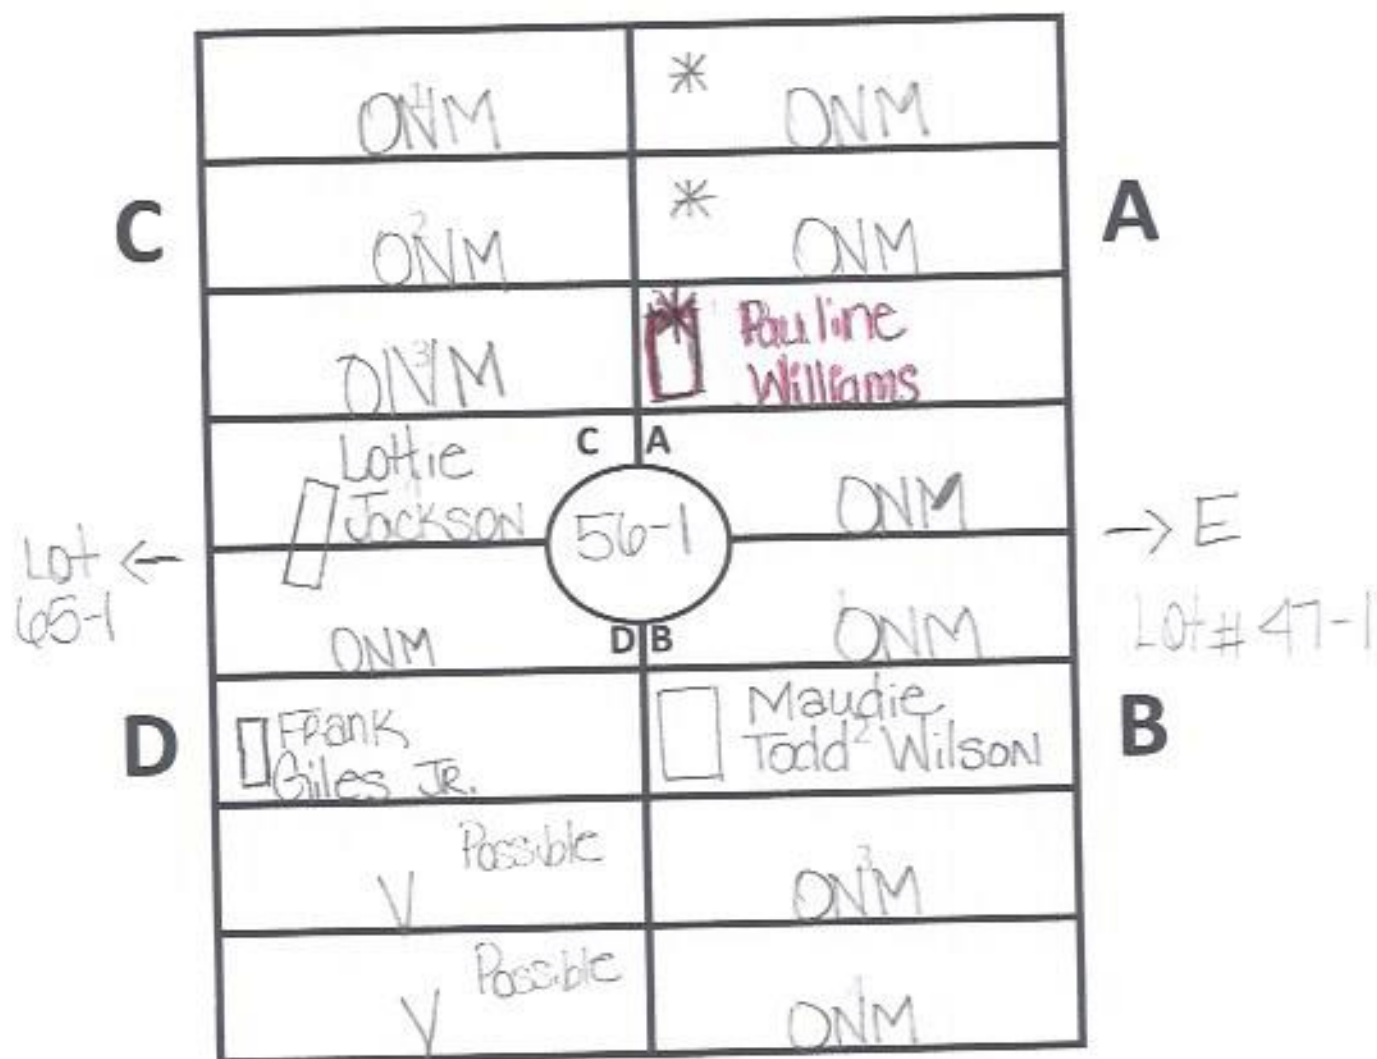 ONM
* ONM
C
A
ONM
* ONM
ONM
* Pauline
Williams
Lottie
Jackson
C A
ONM
56-1
Lot ←
65-1
→ E
Lot # 47-1
ONM
D B
ONM
D
B
Frank
Giles JR.
Maudie
Todd Wilson
Possible
V
ONM
Possible
V
ONM